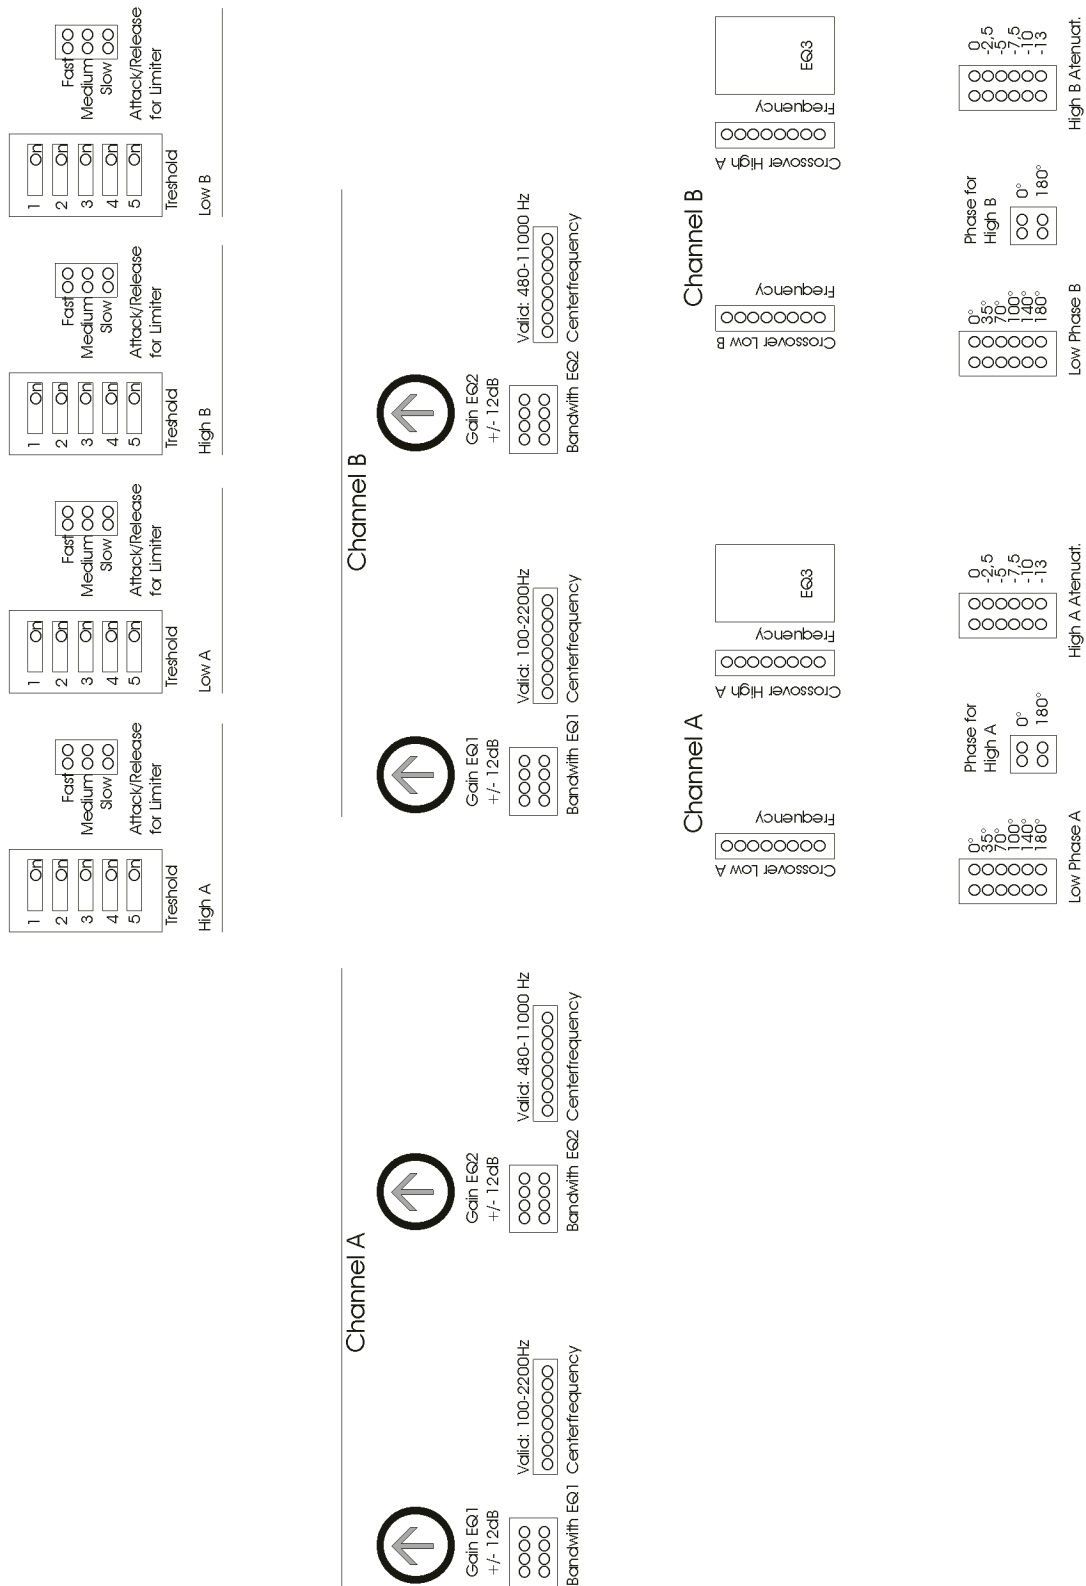 1 On
2 On
3 On
4 On
5 On
Treshold
High A
Fast
Medium
Slow
Attack/Release
for Limiter
1 On
2 On
3 On
4 On
5 On
Treshold
Low A
Fast
Medium
Slow
Attack/Release
for Limiter
1 On
2 On
3 On
4 On
5 On
Treshold
High B
Fast
Medium
Slow
Attack/Release
for Limiter
1 On
2 On
3 On
4 On
5 On
Treshold
Low B
Fast
Medium
Slow
Attack/Release
for Limiter
Channel A
Gain EQ1
+/- 12dB
Bandwith EQ1
Valid: 100-2200Hz
Centerfrequency
Gain EQ2
+/- 12dB
Bandwith EQ2
Valid: 480-11000 Hz
Centerfrequency
Channel B
Gain EQ1
+/- 12dB
Bandwith EQ1
Valid: 100-2200Hz
Centerfrequency
Gain EQ2
+/- 12dB
Bandwith EQ2
Valid: 480-11000 Hz
Centerfrequency
Channel A
Crossover Low A
Frequency
Crossover High A
Frequency
EQ3
0°
35°
70°
100°
140°
180°
Low Phase A
Phase for
High A
0°
180°
0
-2,5
-5
-7,5
-10
-13
High A Atenuat.
Channel B
Crossover Low B
Frequency
Crossover High A
Frequency
EQ3
0°
35°
70°
100°
140°
180°
Low Phase B
Phase for
High B
0°
180°
0
-2,5
-5
-7,5
-10
-13
High B Atenuat.